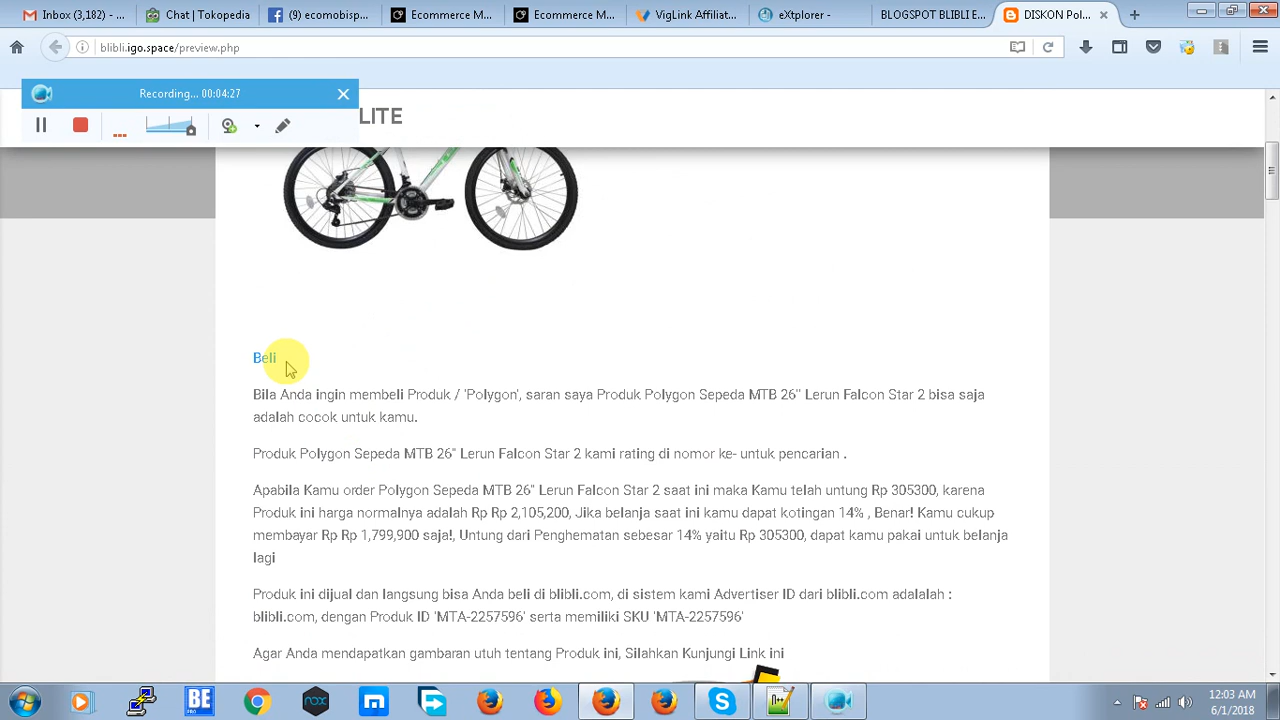 Inbox (3,182) - ...
Chat | Tokopedia
(9) enmobisp...
Ecommerce M...
Ecommerce M...
VigLink Affiliat...
eXtplorer -
BLOGSPOT BLIBLI E...
DISKON Pol...
blibli.igo.space/preview.php
Recording... 00:04:27
LITE
Beli
Bila Anda ingin membeli Produk / 'Polygon', saran saya Produk Polygon Sepeda MTB 26" Lerun Falcon Star 2 bisa saja
adalah cocok untuk kamu.
Produk Polygon Sepeda MTB 26" Lerun Falcon Star 2 kami rating di nomor ke- untuk pencarian .
Apabila Kamu order Polygon Sepeda MTB 26" Lerun Falcon Star 2 saat ini maka Kamu telah untung Rp 305300, karena
Produk ini harga normalnya adalah Rp Rp 2,105,200, Jika belanja saat ini kamu dapat kotingan 14% , Benar! Kamu cukup
membayar Rp Rp 1,799,900 saja!, Untung dari Penghematan sebesar 14% yaitu Rp 305300, dapat kamu pakai untuk belanja
lagi
Produk ini dijual dan langsung bisa Anda beli di blibli.com, di sistem kami Advertiser ID dari blibli.com adalalah :
blibli.com, dengan Produk ID 'MTA-2257596' serta memiliki SKU 'MTA-2257596'
Agar Anda mendapatkan gambaran utuh tentang Produk ini, Silahkan Kunjungi Link ini
BE
nox
12:03 AM
6/1/2018